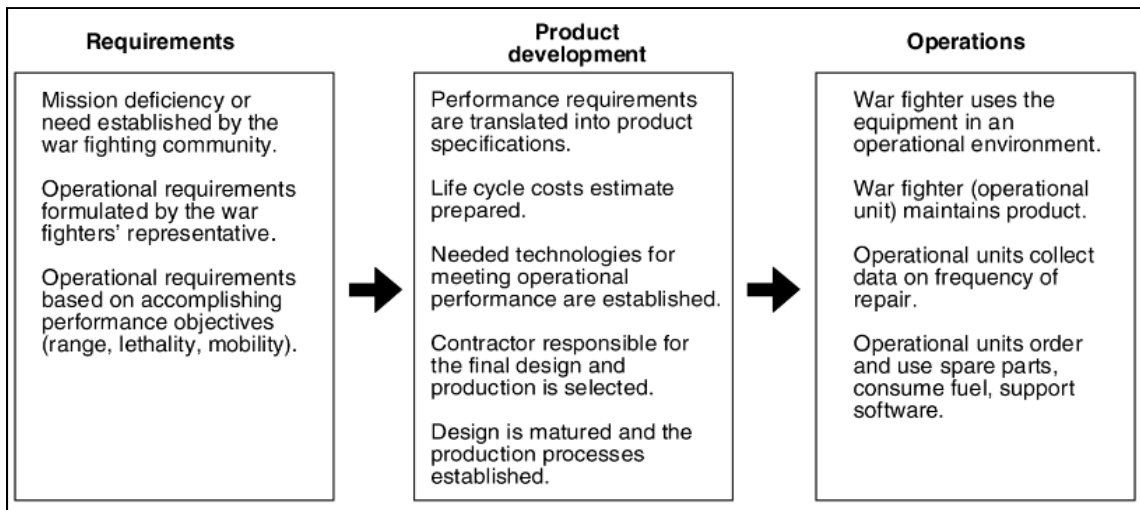 Requirements
Mission deficiency or
need established by the
war fighting community.
Operational requirements
formulated by the war
fighters' representative.
Operational requirements
based on accomplishing
performance objectives
(range, lethality, mobility).
Product
development
Performance requirements
are translated into product
specifications.
Life cycle costs estimate
prepared.
Needed technologies for
meeting operational
performance are established.
Contractor responsible for
the final design and
production is selected.
Design is matured and the
production processes
established.
Operations
War fighter uses the
equipment in an
operational environment.
War fighter (operational
unit) maintains product.
Operational units collect
data on frequency of
repair.
Operational units order
and use spare parts,
consume fuel, support
software.